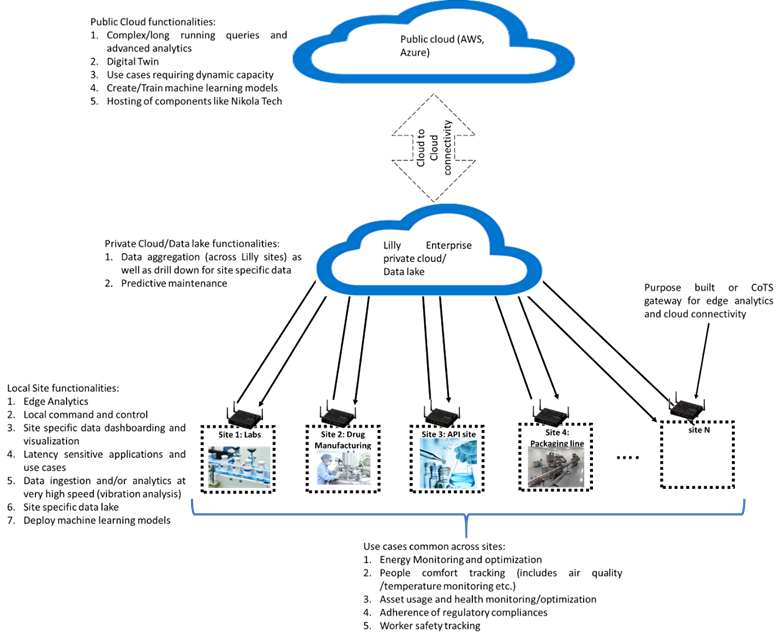 Public Cloud functionalities:
1. Complex/long running queries and
advanced analytics
2. Digital Twin
3. Use cases requiring dynamic capacity
4. Create/Train machine learning models
5. Hosting of components like Nikola Tech
Public cloud (AWS,
Azure)
Cloud to
Cloud
connectivity
Private Cloud/Data lake functionalities:
1. Data aggregation (across Lilly sites) as
well as drill down for site specific data
2. Predictive maintenance
Lilly Enterprise
private cloud/
Data lake
Purpose built or CoTS
gateway for edge analytics
and cloud connectivity
Local Site functionalities:
1. Edge Analytics
2. Local command and control
3. Site specific data dashboarding and
visualization
4. Latency sensitive applications and
use cases
5. Data ingestion and/or analytics at
very high speed (vibration analysis)
6. Site specific data lake
7. Deploy machine learning models
Site 1: Labs
Site 2: Drug
Manufacturing
Site 3: API site
Site 4:
Packaging line
site N
Use cases common across sites:
1. Energy Monitoring and optimization
2. People comfort tracking (includes air quality
/temperature monitoring etc.)
3. Asset usage and health monitoring/optimization
4. Adherence of regulatory compliances
5. Worker safety tracking